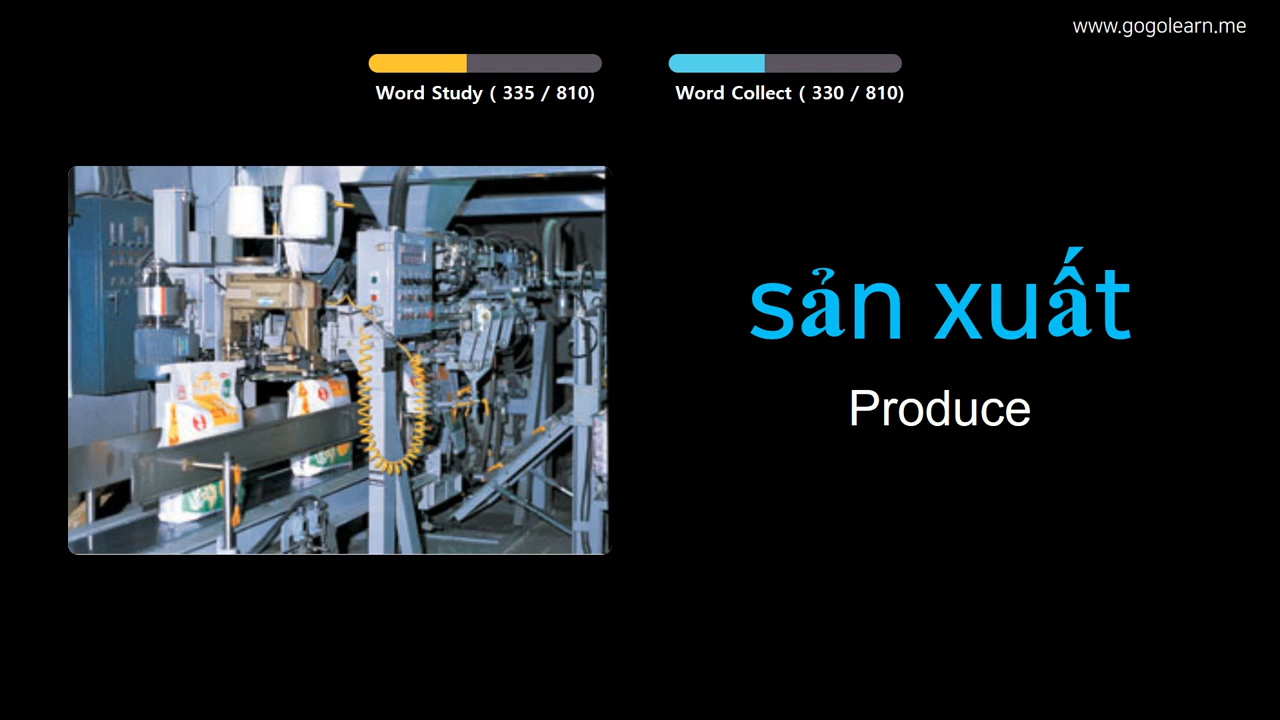 www.gogolearn.me
Word Study ( 335 / 810)
Word Collect ( 330 / 810)
sản xuất
Produce